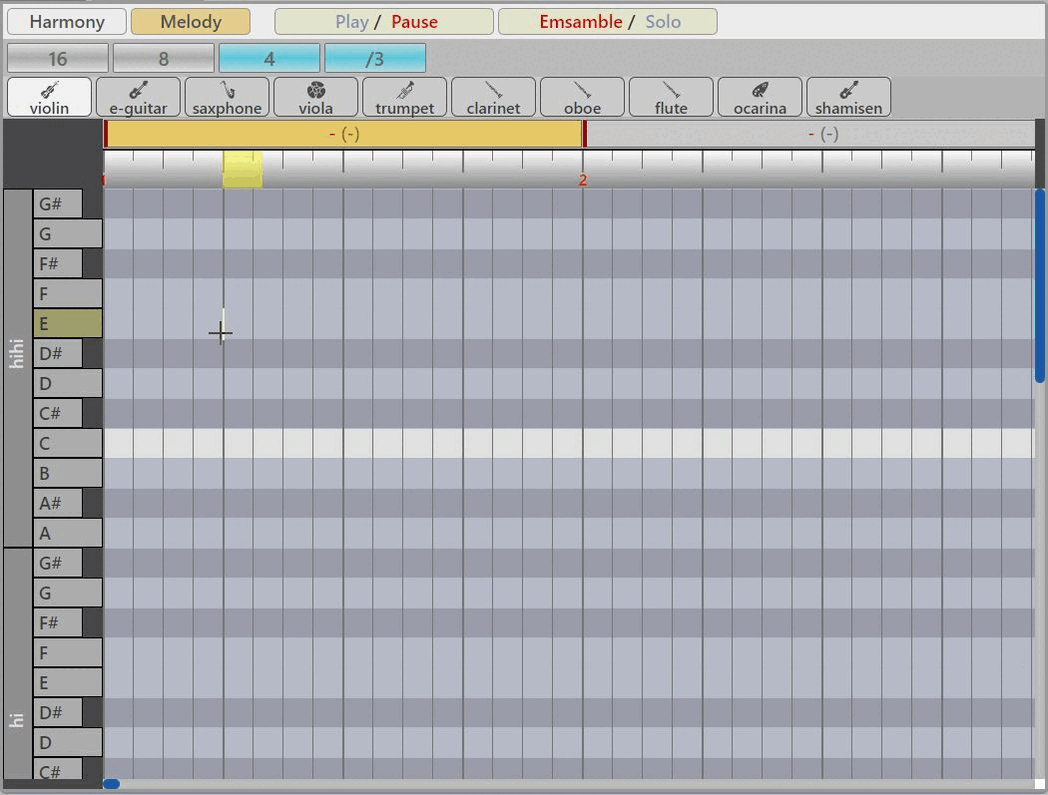 Harmony Melody Play / Pause Emsamble / Solo
16 8 4 /3
violin e-guitar saxphone viola trumpet clarinet oboe flute ocarina shamisen
- (-) - (-)
2
G#
G
F#
F
E
D#
D
C#
C
B
A#
A
hihi
G#
G
F#
F
E
D#
D
C#
hi